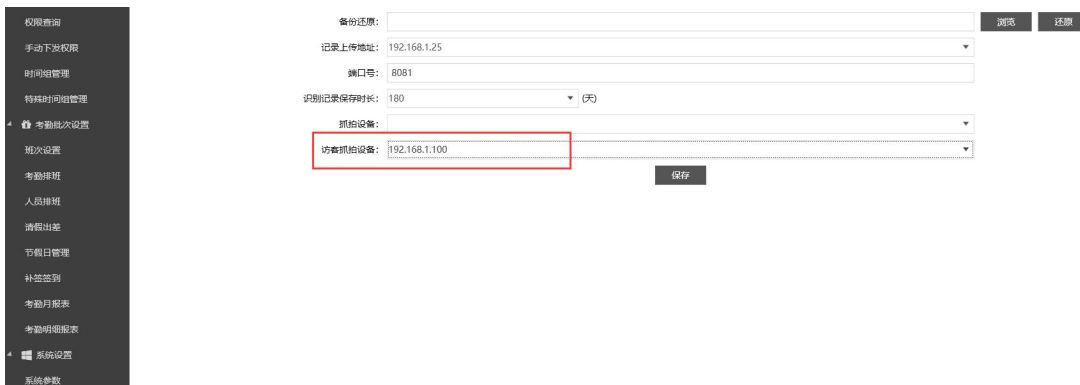 权限查询
手动下发权限
时间组管理
特殊时间组管理
考勤批次设置
班次设置
考勤排班
人员排班
请假出差
节假日管理
补签签到
考勤月报表
考勤明细报表
系统设置
系统参数
备份还原: 浏览 还原
记录上传地址: 192.168.1.25
端口号: 8081
识别记录保存时长: 180 (天)
抓拍设备:
访客抓拍设备: 192.168.1.100
保存